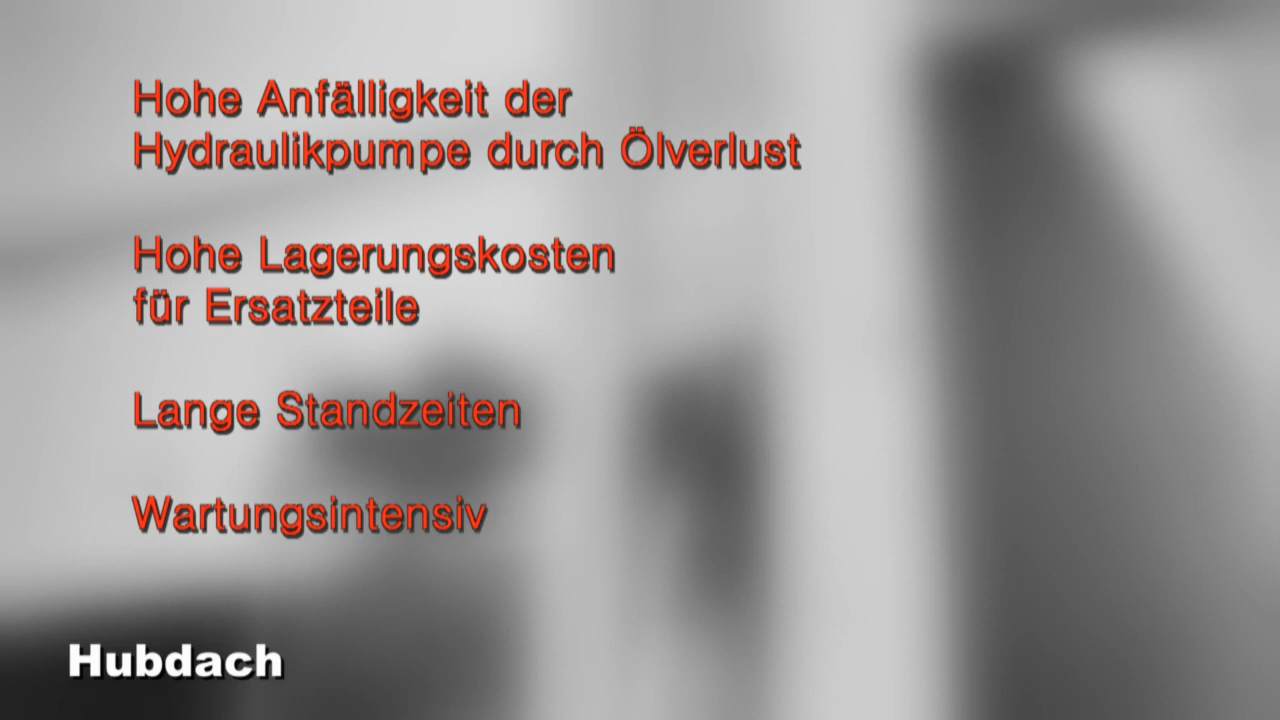 Hohe Anfälligkeit der
Hydraulikpumpe durch Ölverlust
Hohe Lagerungskosten
für Ersatzteile
Lange Standzeiten
Wartungsintensiv
Hubdach